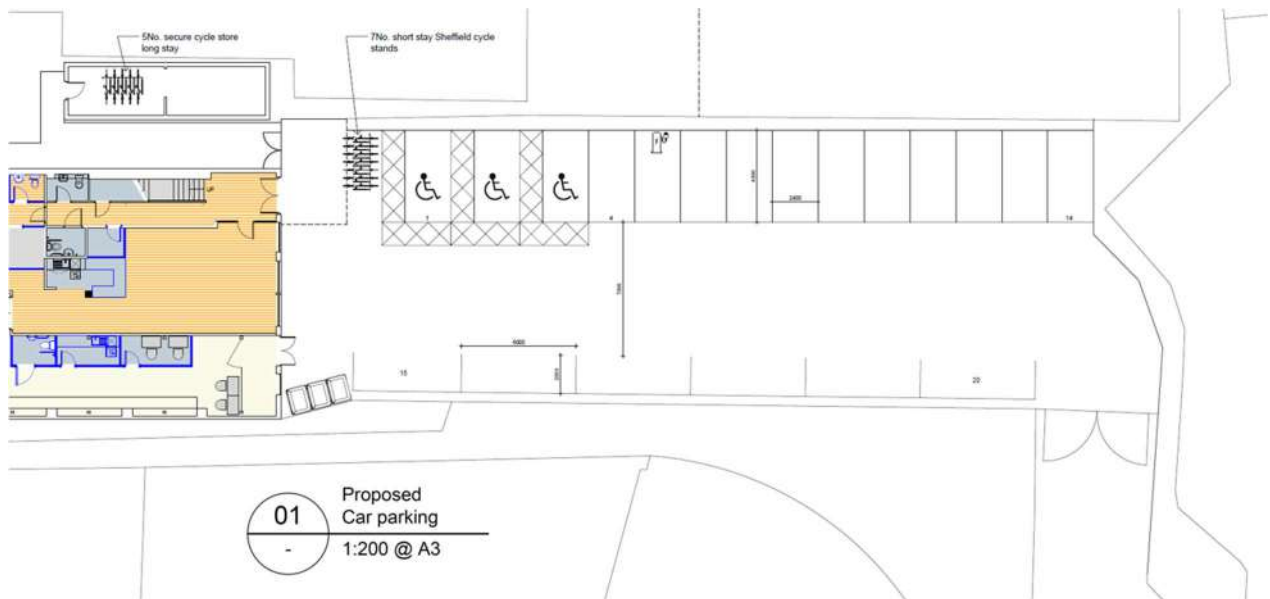 5No. secure cycle store
long stay
7No. short stay Sheffield cycle
stands
UP
1
4
14
2400
15
6000
20
01
-
Proposed
Car parking
1:200 @ A3